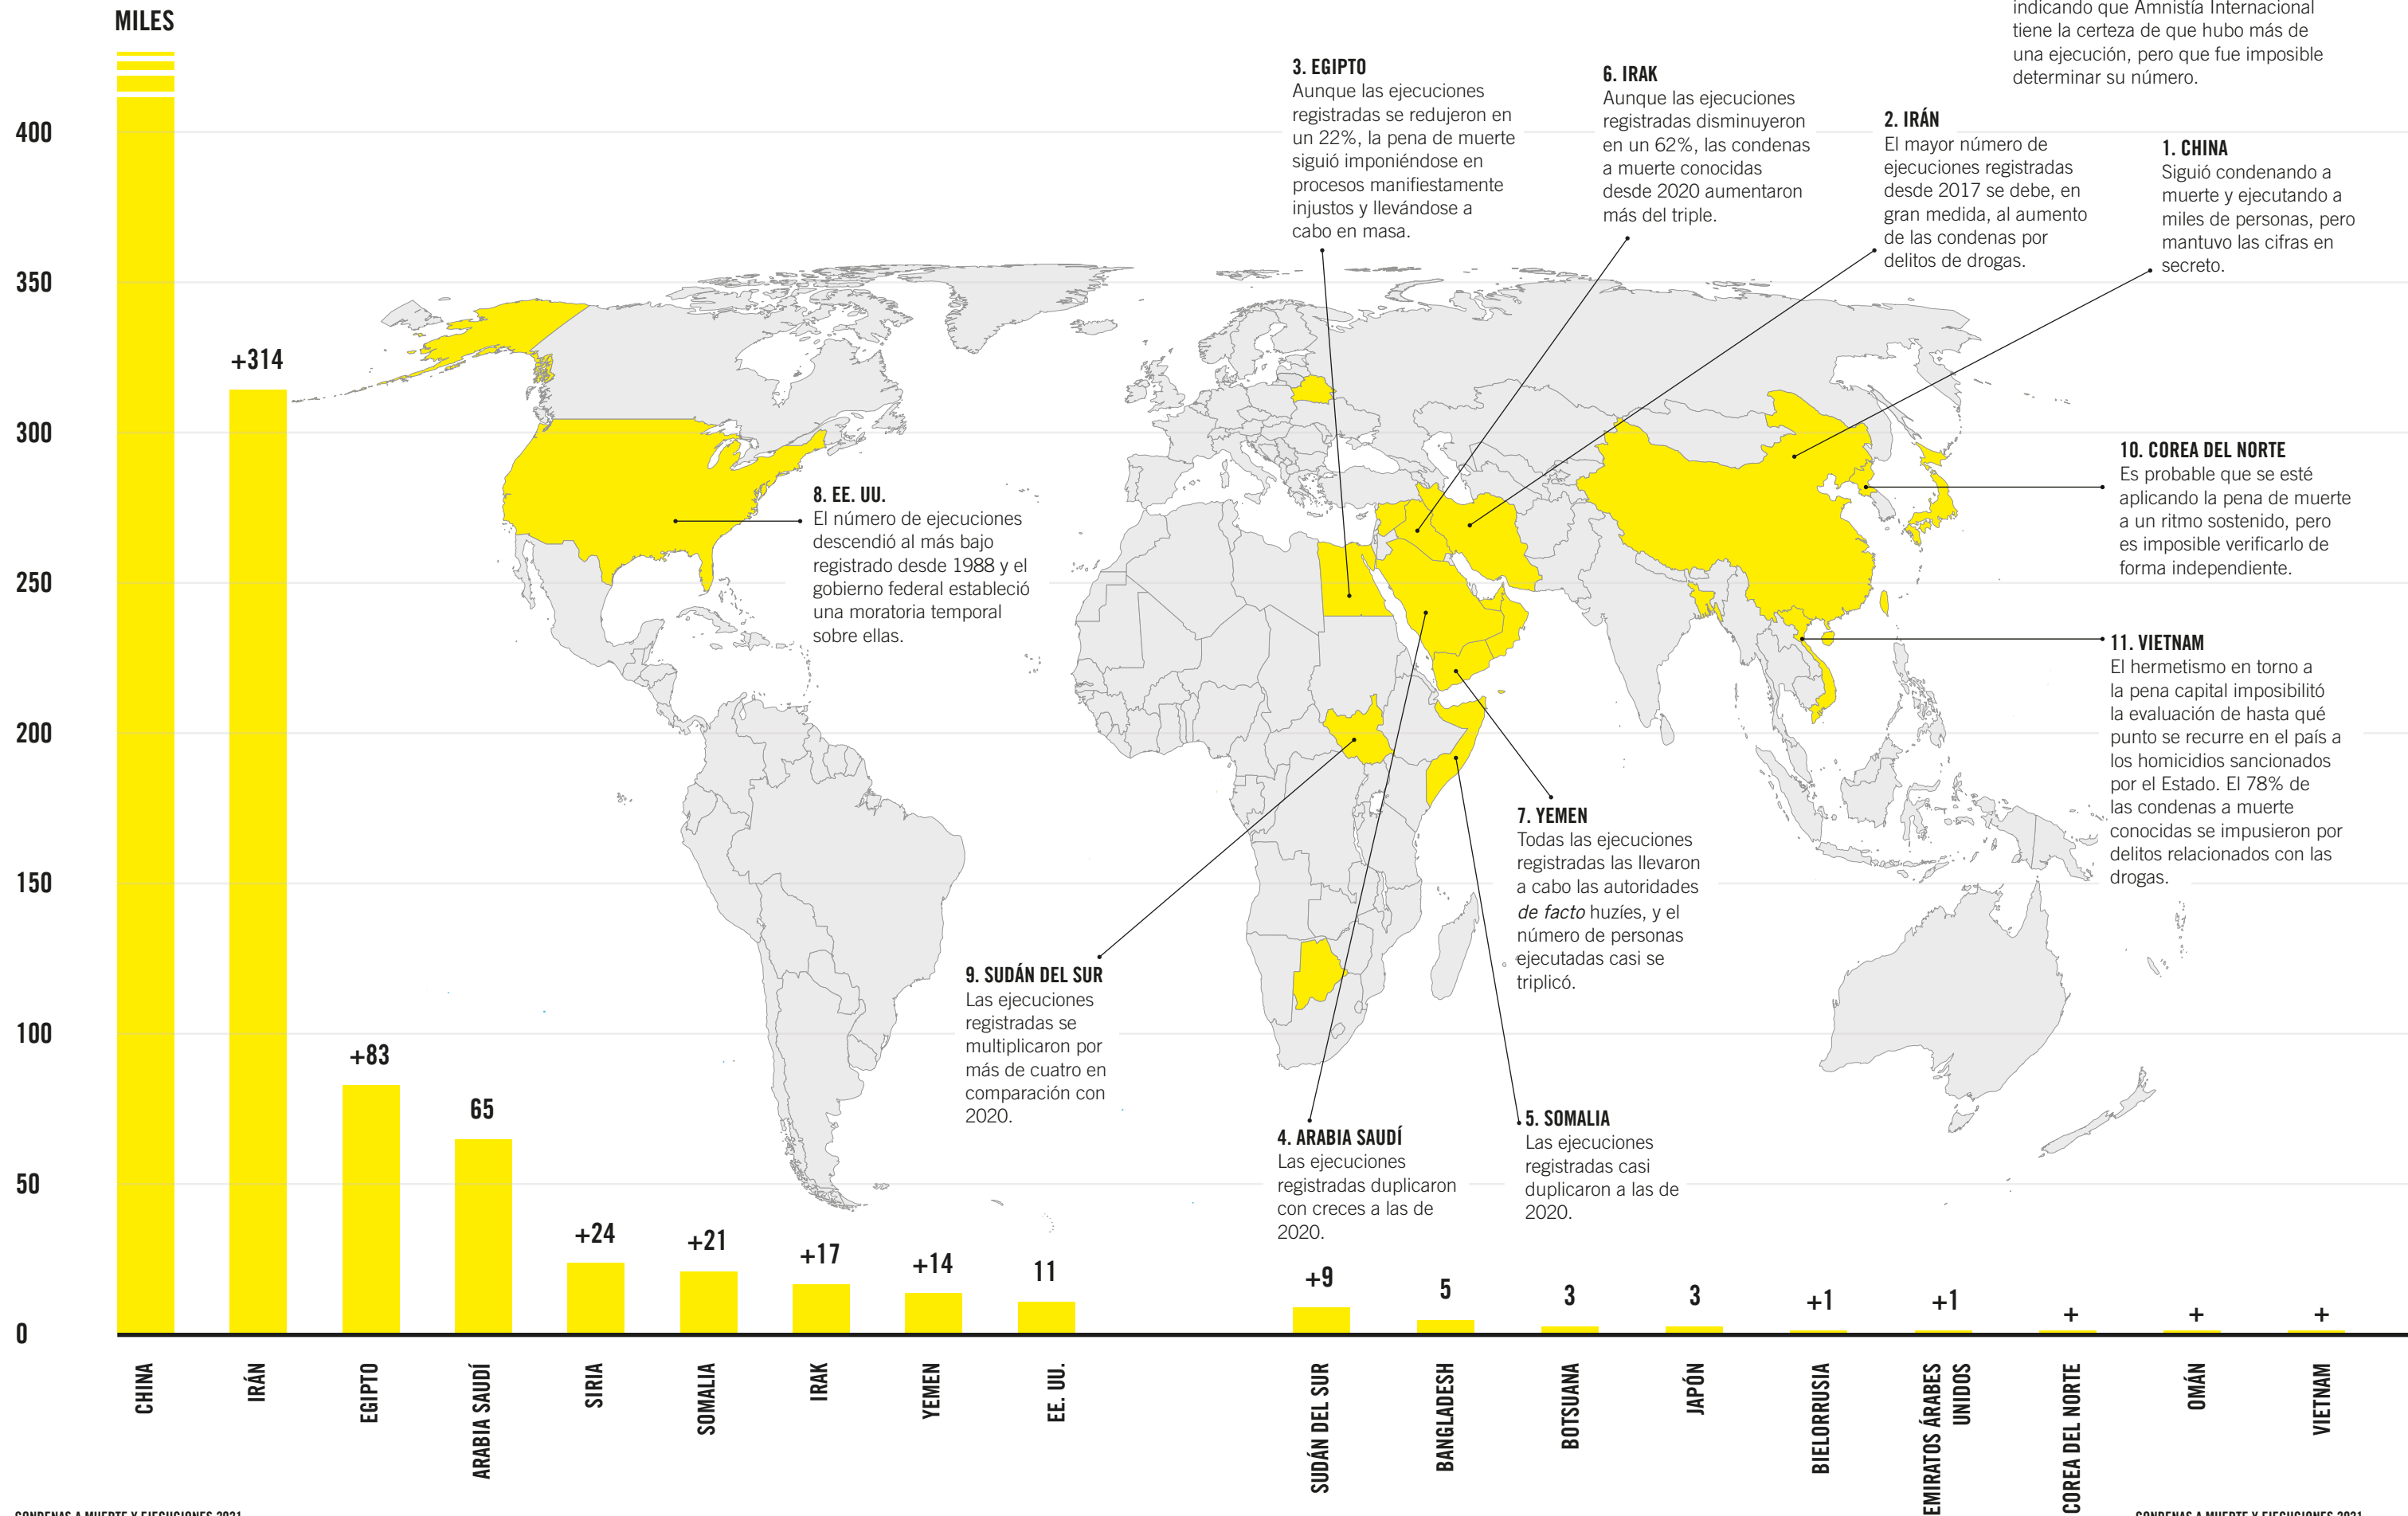 MILES
400
350
300
250
200
150
100
50
0
indicando que Amnistía Internacional
tiene la certeza de que hubo más de
una ejecución, pero que fue imposible
determinar su número.
3. EGIPTO
Aunque las ejecuciones
registradas se redujeron en
un 22%, la pena de muerte
siguió imponiéndose en
procesos manifiestamente
injustos y llevándose a
cabo en masa.
6. IRAK
Aunque las ejecuciones
registradas disminuyeron
en un 62%, las condenas
a muerte conocidas
desde 2020 aumentaron
más del triple.
2. IRÁN
El mayor número de
ejecuciones registradas
desde 2017 se debe, en
gran medida, al aumento
de las condenas por
delitos de drogas.
1. CHINA
Siguió condenando a
muerte y ejecutando a
miles de personas, pero
mantuvo las cifras en
secreto.
8. EE. UU.
El número de ejecuciones
descendió al más bajo
registrado desde 1988 y el
gobierno federal estableció
una moratoria temporal
sobre ellas.
10. COREA DEL NORTE
Es probable que se esté
aplicando la pena de muerte
a un ritmo sostenido, pero
es imposible verificarlo de
forma independiente.
11. VIETNAM
El hermetismo en torno a
la pena capital imposibilitó
la evaluación de hasta qué
punto se recurre en el país a
los homicidios sancionados
por el Estado. El 78% de
las condenas a muerte
conocidas se impusieron por
delitos relacionados con las
drogas.
7. YEMEN
Todas las ejecuciones
registradas las llevaron
a cabo las autoridades
de facto huzíes, y el
número de personas
ejecutadas casi se
triplicó.
9. SUDÁN DEL SUR
Las ejecuciones
registradas se
multiplicaron por
más de cuatro en
comparación con
2020.
4. ARABIA SAUDÍ
Las ejecuciones
registradas duplicaron
con creces a las de
2020.
5. SOMALIA
Las ejecuciones
registradas casi
duplicaron a las de
2020.
+314
+83
65
+24
+21
+17
+14
11
+9
5
3
3
+1
+1
+
+
+
CHINA
IRÁN
EGIPTO
ARABIA SAUDÍ
SIRIA
SOMALIA
IRAK
YEMEN
EE. UU.
SUDÁN DEL SUR
BANGLADESH
BOTSUANA
JAPÓN
BIELORRUSIA
EMIRATOS ÁRABES
UNIDOS
COREA DEL NORTE
OMÁN
VIETNAM
CONDENAS A MUERTE Y EJECUCIONES 2021
CONDENAS A MUERTE Y EJECUCIONES 2021